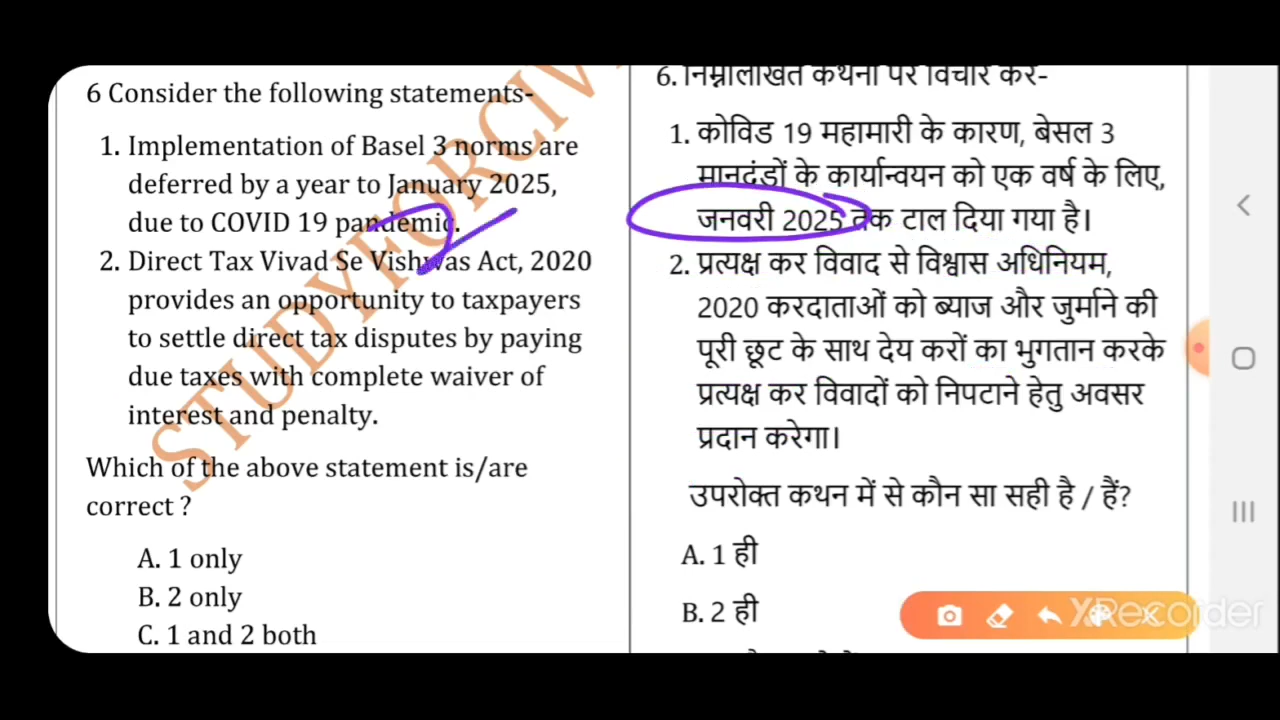 6 Consider the following statements-
1. Implementation of Basel 3 norms are
deferred by a year to January 2025,
due to COVID 19 pandemic.
2. Direct Tax Vivad Se Vishwas Act, 2020
provides an opportunity to taxpayers
to settle direct tax disputes by paying
due taxes with complete waiver of
interest and penalty.
Which of the above statement is/are
correct ?
A. 1 only
B. 2 only
C. 1 and 2 both
6. निम्नलिखित कथनों पर विचार करें-
1. कोविड 19 महामारी के कारण, बेसल 3
मानदंडों के कार्यान्वयन को एक वर्ष के लिए,
जनवरी 2025 तक टाल दिया गया है।
2. प्रत्यक्ष कर विवाद से विश्वास अधिनियम,
2020 करदाताओं को ब्याज और जुर्माने की
पूरी छूट के साथ देय करों का भुगतान करके
प्रत्यक्ष कर विवादों को निपटाने हेतु अवसर
प्रदान करेगा।
उपरोक्त कथन में से कौन सा सही है / हैं?
A. 1 ही
B. 2 ही
STUDYFORCIV
XRecorder